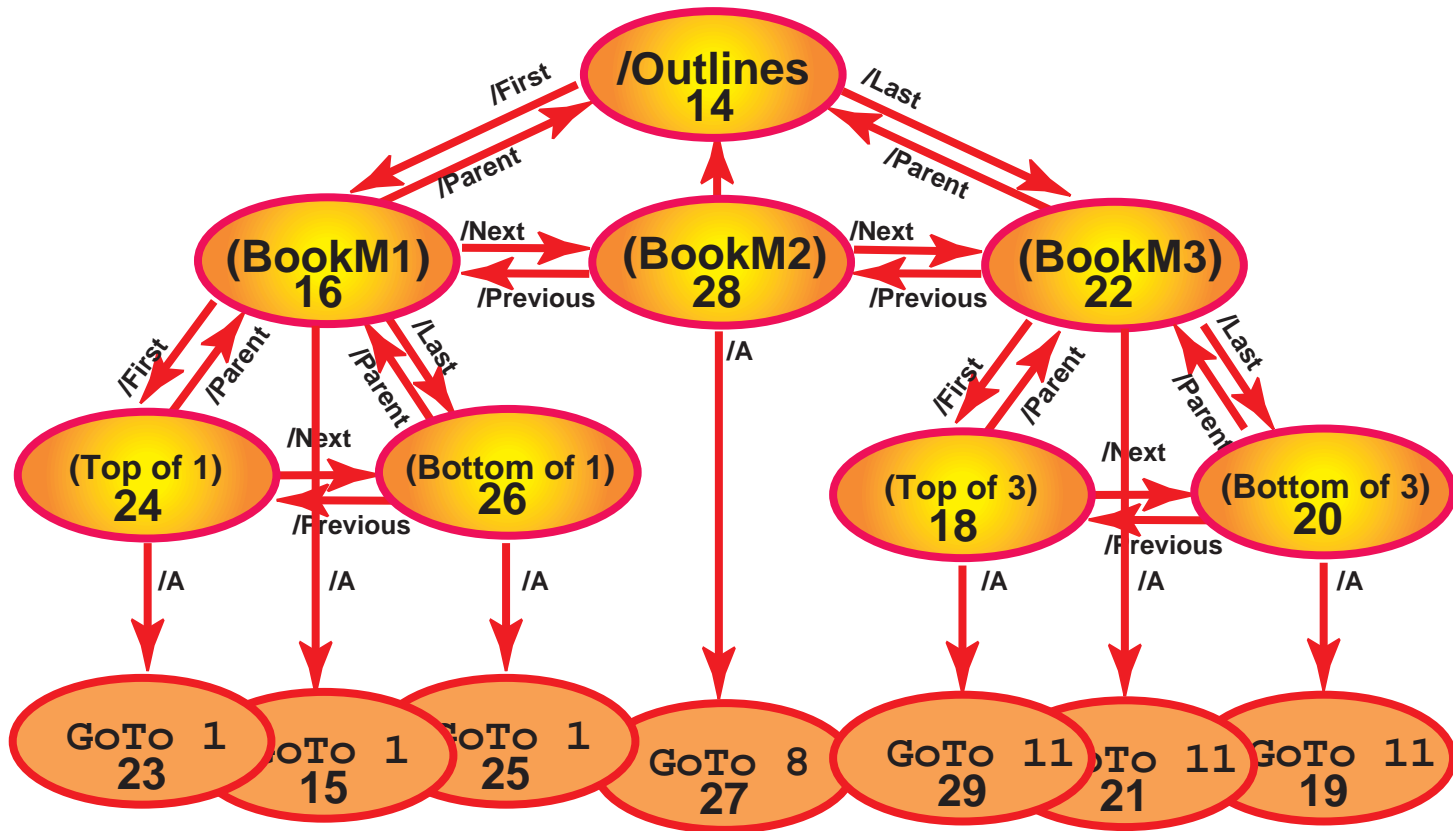 /Outlines
14
/First
/Last
/Parent
/Parent
(BookM1)
16
/Next
/Previous
(BookM2)
28
/Next
/Previous
(BookM3)
22
/First
/Parent
/Parent
/Last
/A
/First
/Parent
/Parent
/Last
(Top of 1)
24
/Next
/Previous
(Bottom of 1)
26
(Top of 3)
18
/Next
/Previous
(Bottom of 3)
20
/A
/A
/A
/A
/A
/A
GoTo 1
23
GoTo 1
15
GoTo 1
25
GoTo 8
27
GoTo 11
29
GoTo 11
21
GoTo 11
19